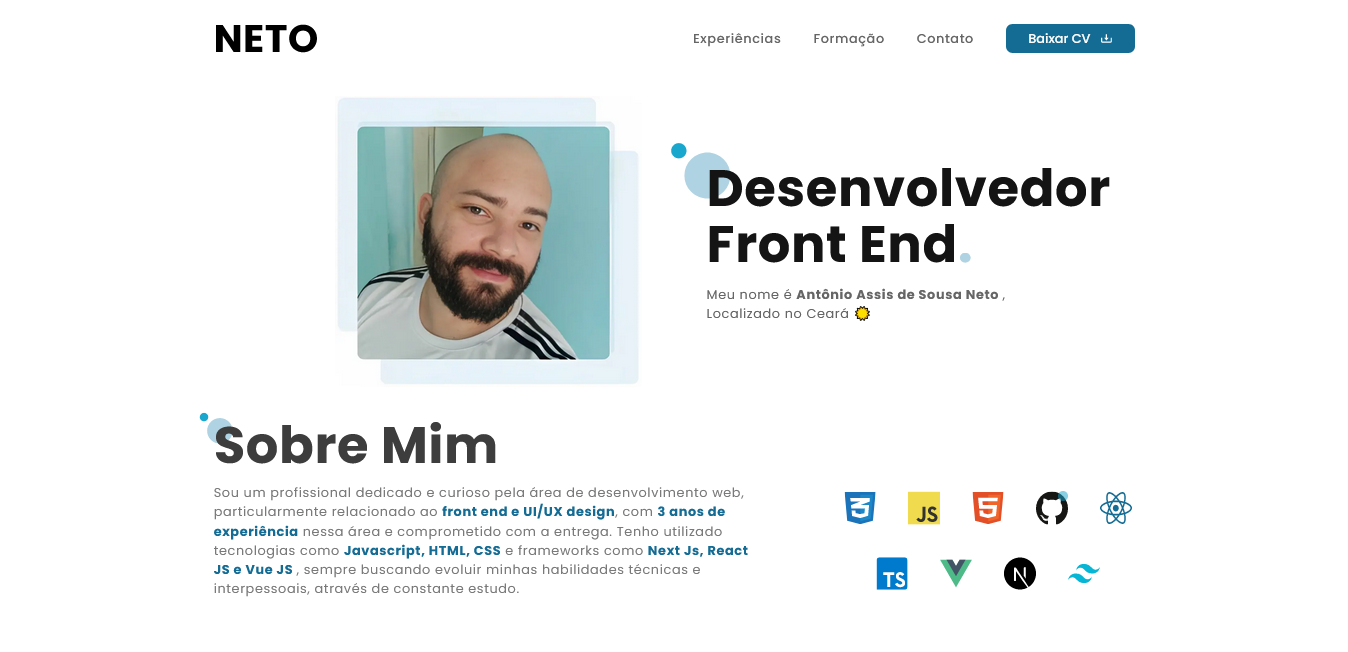 NETO
Experiências
Formação
Contato
Baixar CV
Desenvolvedor
Front End.
Meu nome é Antônio Assis de Sousa Neto ,
Localizado no Ceará
Sobre Mim
Sou um profissional dedicado e curioso pela área de desenvolvimento web,
particularmente relacionado ao front end e UI/UX design, com 3 anos de
experiência nessa área e comprometido com a entrega. Tenho utilizado
tecnologias como Javascript, HTML, CSS e frameworks como Next Js, React
JS e Vue JS , sempre buscando evoluir minhas habilidades técnicas e
interpessoais, através de constante estudo.
3
JS
5
TS
N